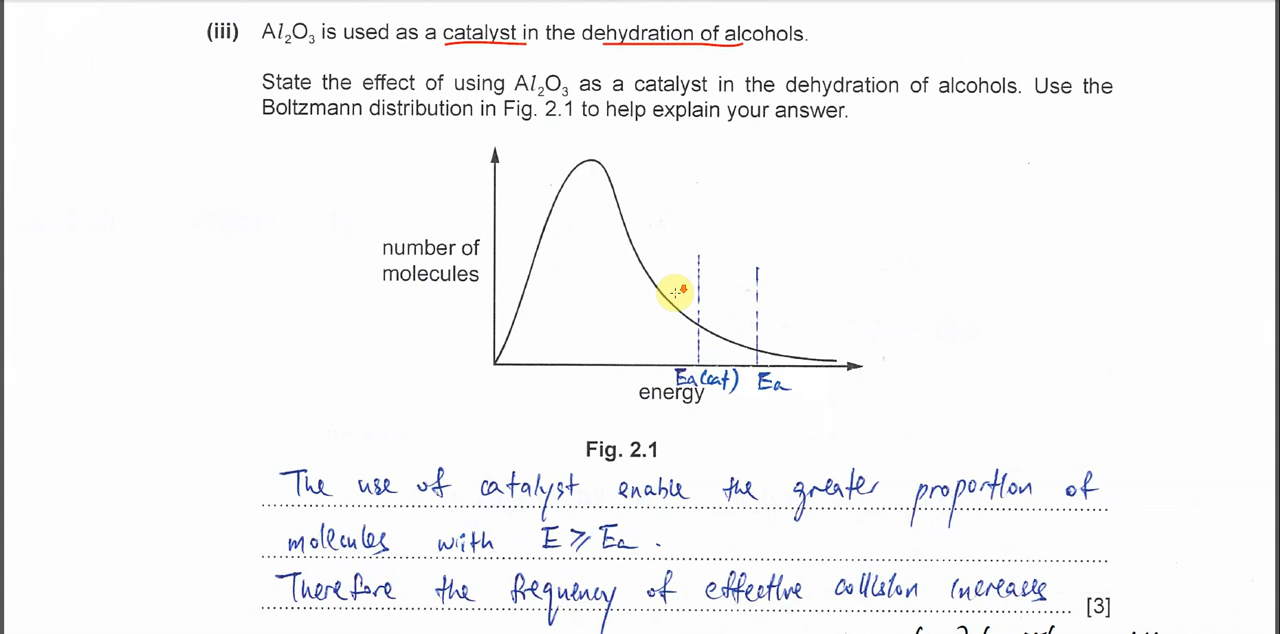 (iii) Al₂O₃ is used as a catalyst in the dehydration of alcohols.
State the effect of using Al₂O₃ as a catalyst in the dehydration of alcohols. Use the
Boltzmann distribution in Fig. 2.1 to help explain your answer.
number of
molecules
Ea(cat) Ea
energy
Fig. 2.1
The use of catalyst enable the greater proportion of
molecules with E ⩾ Ea.
Therefore the frequency of effective collision increases
[3]